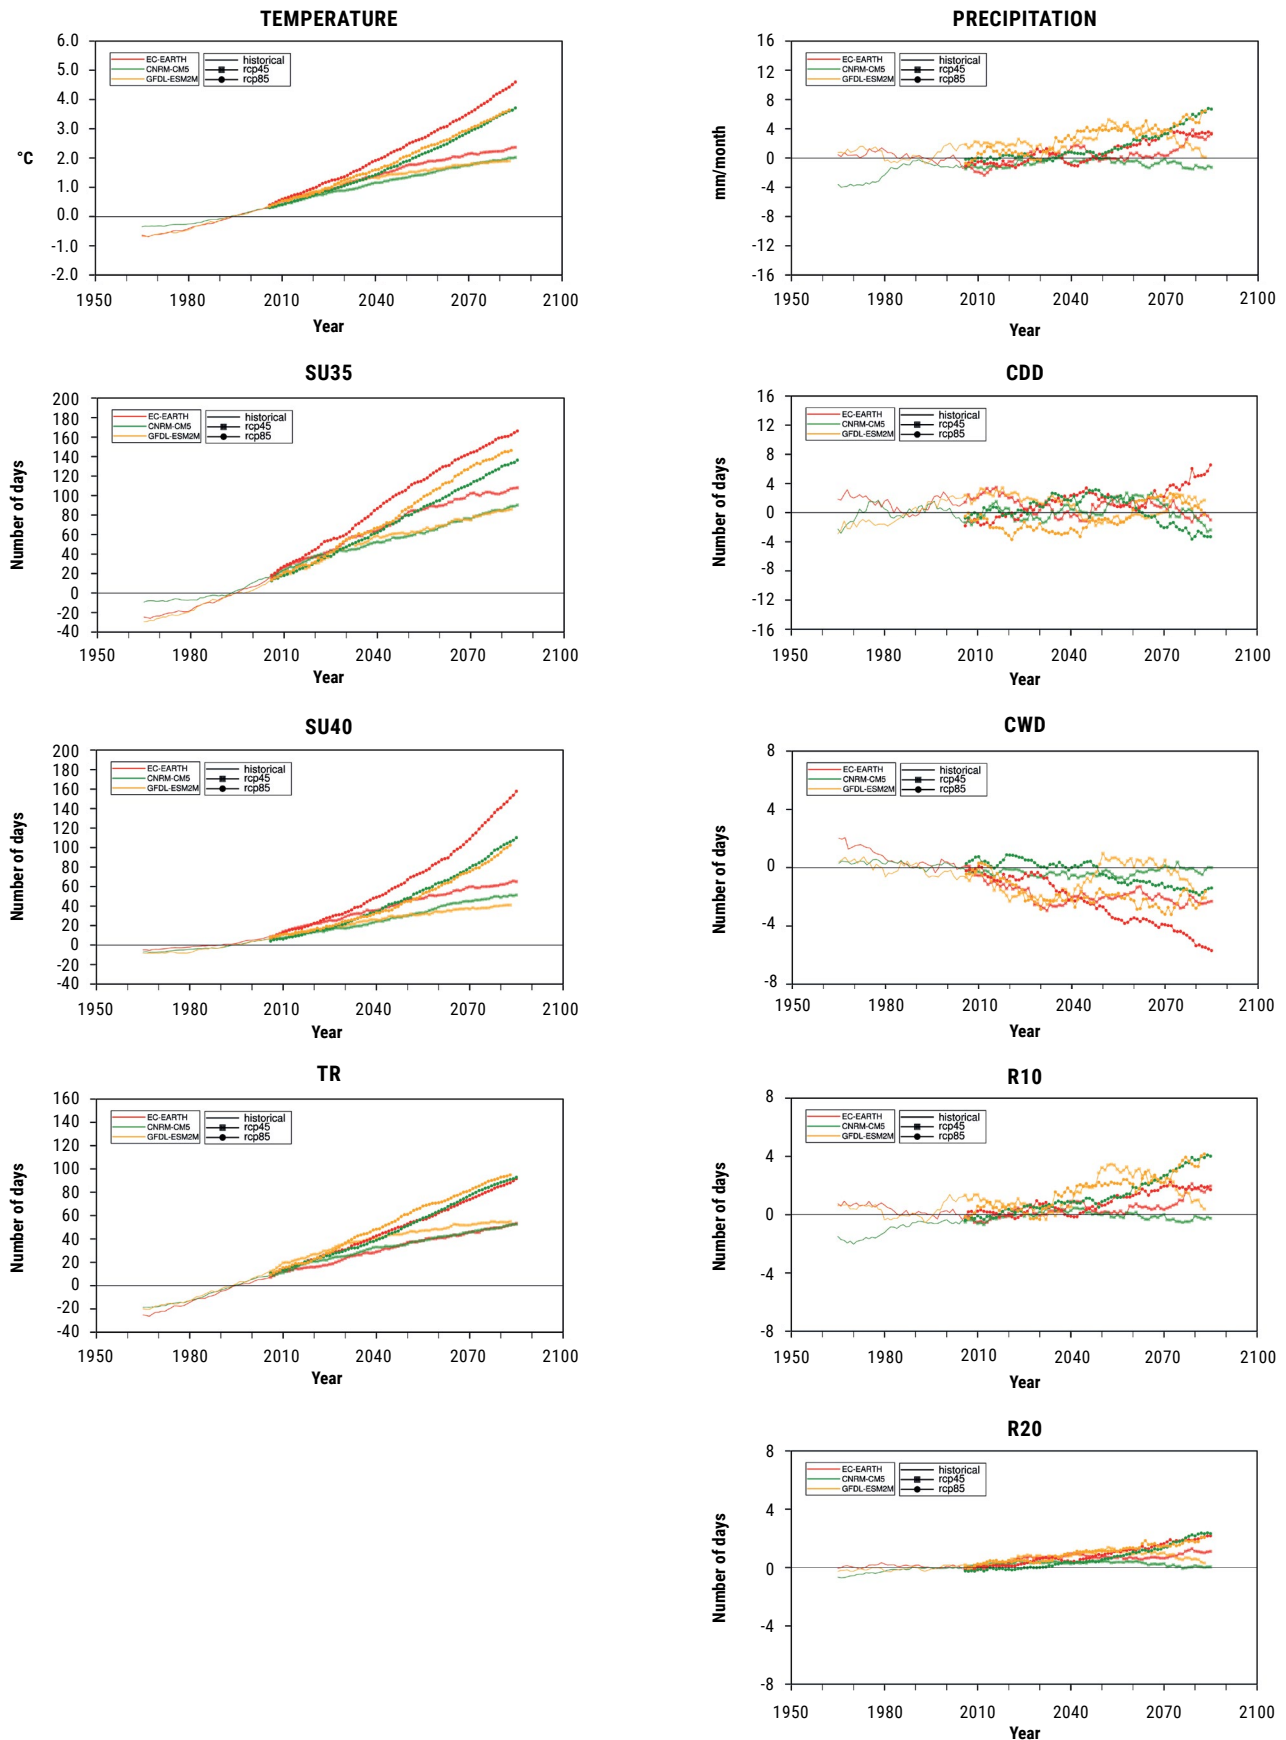 TEMPERATURE
6.0
5.0
4.0
3.0
2.0
1.0
0.0
-1.0
-2.0
°C
EC-EARTH
CNRM-CM5
GFDL-ESM2M
historical
rcp45
rcp85
1950 1980 2010 2040 2070 2100
Year
PRECIPITATION
16
12
8
4
0
-4
-8
-12
-16
mm/month
EC-EARTH
CNRM-CM5
GFDL-ESM2M
historical
rcp45
rcp85
1950 1980 2010 2040 2070 2100
Year
SU35
200
180
160
140
120
100
80
60
40
20
0
-20
-40
Number of days
EC-EARTH
CNRM-CM5
GFDL-ESM2M
historical
rcp45
rcp85
1950 1980 2010 2040 2070 2100
Year
CDD
16
12
8
4
0
-4
-8
-12
-16
Number of days
EC-EARTH
CNRM-CM5
GFDL-ESM2M
historical
rcp45
rcp85
1950 1980 2010 2040 2070 2100
Year
SU40
200
180
160
140
120
100
80
60
40
20
0
-20
-40
Number of days
EC-EARTH
CNRM-CM5
GFDL-ESM2M
historical
rcp45
rcp85
1950 1980 2010 2040 2070 2100
Year
CWD
8
4
0
-4
-8
Number of days
EC-EARTH
CNRM-CM5
GFDL-ESM2M
historical
rcp45
rcp85
1950 1980 2010 2040 2070 2100
Year
TR
160
140
120
100
80
60
40
20
0
-20
-40
Number of days
EC-EARTH
CNRM-CM5
GFDL-ESM2M
historical
rcp45
rcp85
1950 1980 2010 2040 2070 2100
Year
R10
8
4
0
-4
-8
Number of days
EC-EARTH
CNRM-CM5
GFDL-ESM2M
historical
rcp45
rcp85
1950 1980 2010 2040 2070 2100
Year
R20
8
4
0
-4
-8
Number of days
EC-EARTH
CNRM-CM5
GFDL-ESM2M
historical
rcp45
rcp85
1950 1980 2010 2040 2070 2100
Year